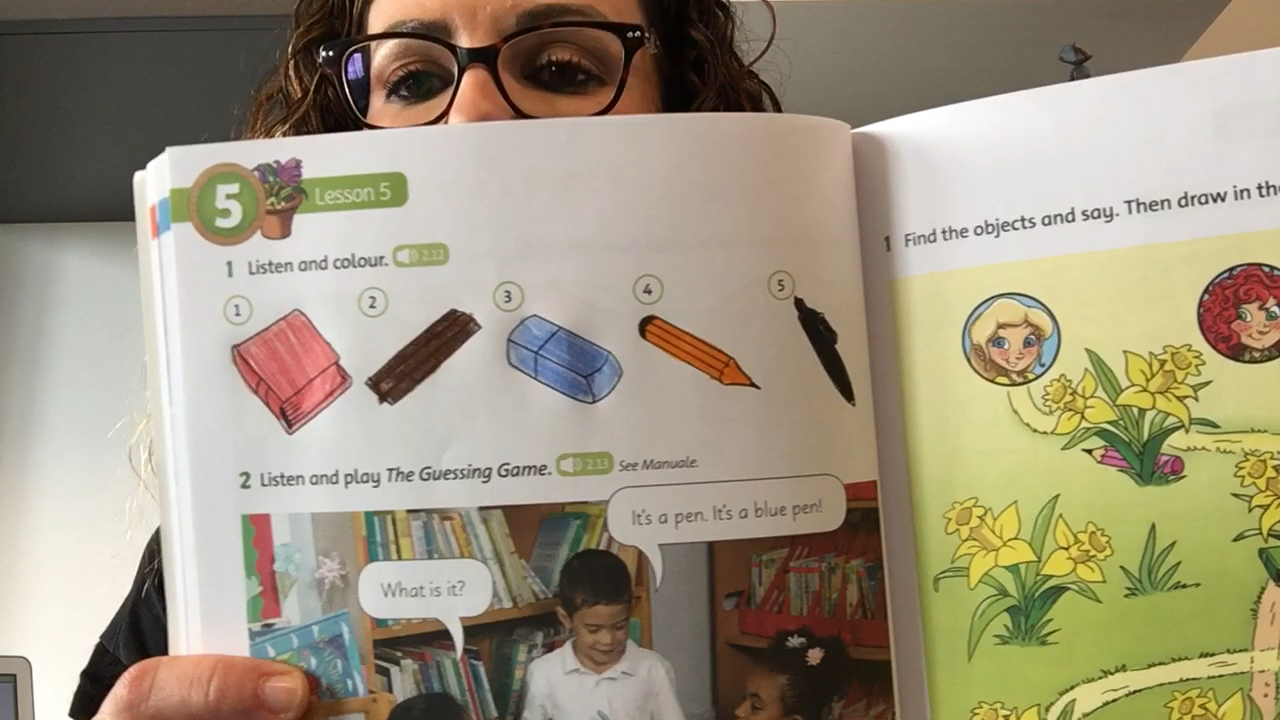 5 Lesson 5
1 Listen and colour. 2.12
1 2 3 4 5
2 Listen and play The Guessing Game. 2.13 See Manuale.
It's a pen. It's a blue pen!
What is it?
1 Find the objects and say. Then draw in the